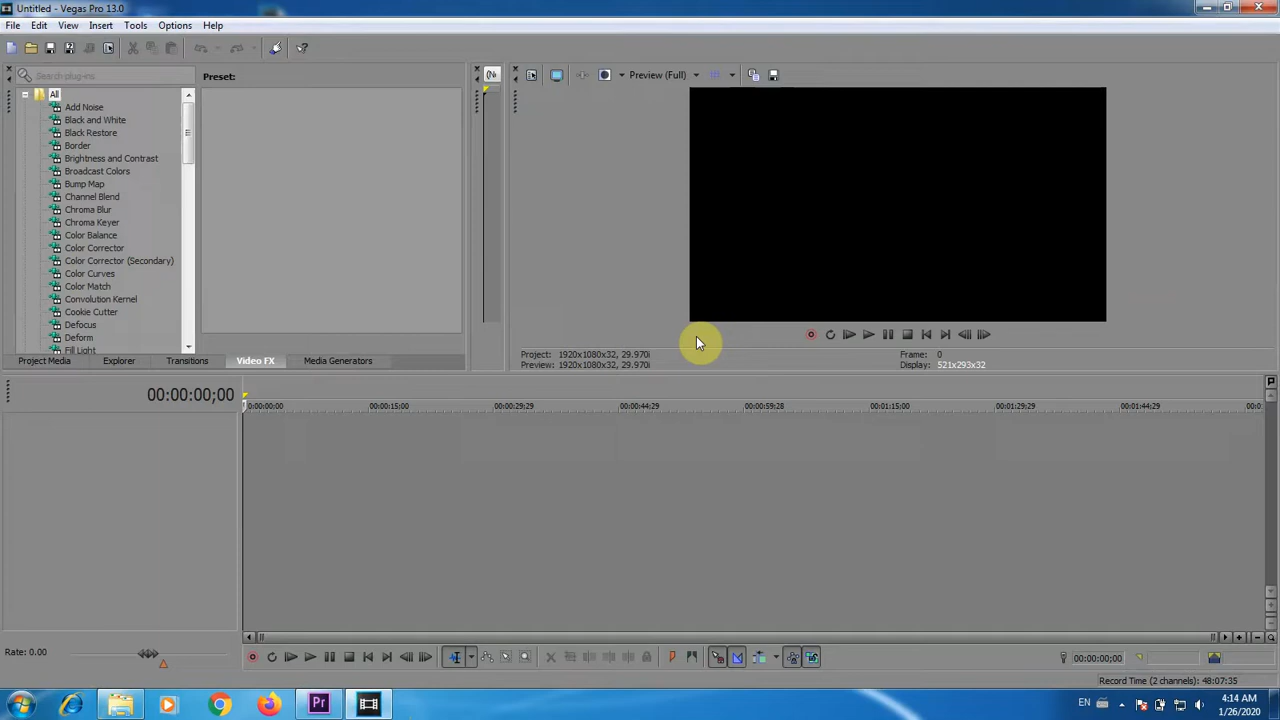 Untitled - Vegas Pro 13.0
File Edit View Insert Tools Options Help
Search plug-ins
Preset:
Preview (Full)
All
Add Noise
Black and White
Black Restore
Border
Brightness and Contrast
Broadcast Colors
Bump Map
Channel Blend
Chroma Blur
Chroma Keyer
Color Balance
Color Corrector
Color Corrector (Secondary)
Color Curves
Color Match
Convolution Kernel
Cookie Cutter
Defocus
Deform
Fill Light
Project Media Explorer Transitions Video FX Media Generators
Project: 1920x1080x32, 29.970i
Frame: 0
Preview: 1920x1080x32, 29.970i
Display: 521x293x32
00:00:00;00
0:00:00:00 00:00:15;00 00:00:29;29 00:00:44;29 00:00:59;28 00:01:15;00 00:01:29;29 00:01:44;29
Rate: 0.00
00:00:00;00
Record Time (2 channels): 48:07:35
Pr
EN
4:14 AM
1/26/2020